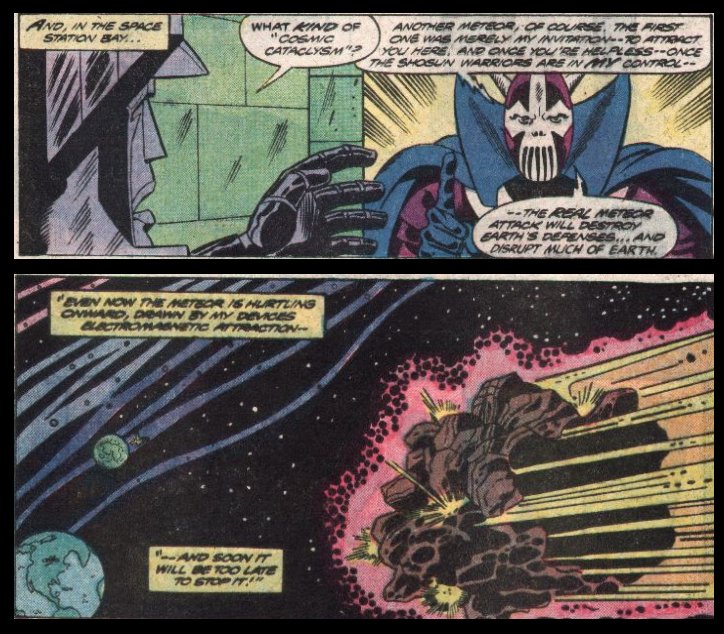 AND, IN THE SPACE
STATION BAY...
WHAT KIND OF
"COSMIC
CATACLYSM"?
ANOTHER METEOR, OF COURSE. THE FIRST
ONE WAS MERELY MY INVITATION--TO ATTRACT
YOU HERE, AND ONCE YOU'RE HELPLESS--ONCE
THE SHOGUN WARRIORS ARE IN MY CONTROL--
--THE REAL METEOR
ATTACK WILL DESTROY
EARTH'S DEFENSES... AND
DISRUPT MUCH OF EARTH.
"EVEN NOW THE METEOR IS HURTLING
ONWARD, DRAWN BY MY DEVICES
ELECTROMAGNETIC ATTRACTION--
"--AND SOON IT
WILL BE TOO LATE
TO STOP IT!"